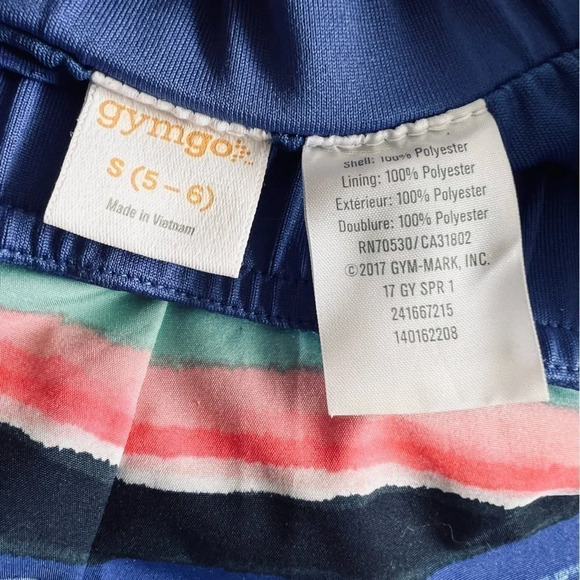 gymgo
S (5 – 6)
Made in Vietnam
Shell: 100% Polyester
Lining: 100% Polyester
Extérieur: 100% Polyester
Doublure: 100% Polyester
RN70530/CA31802
©2017 GYM-MARK, INC.
17 GY SPR 1
241667215
140162208